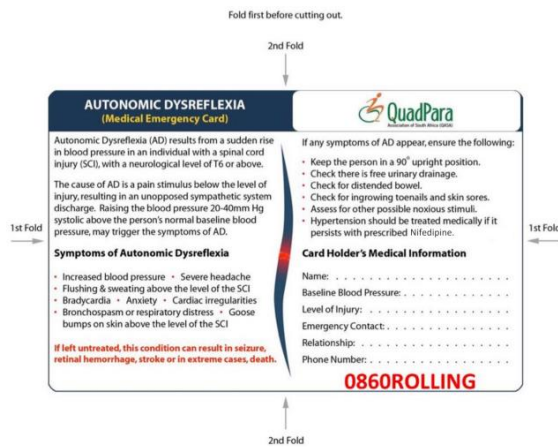 Fold first before cutting out.
2nd Fold
AUTONOMIC DYSREFLEXIA
(Medical Emergency Card)
Autonomic Dysreflexia (AD) results from a sudden rise
in blood pressure in an individual with a spinal cord
injury (SCI), with a neurological level of T6 or above.
The cause of AD is a pain stimulus below the level of
injury, resulting in an unopposed sympathetic system
discharge. Raising the blood pressure 20-40mm Hg
systolic above the person's normal baseline blood
pressure, may trigger the symptoms of AD.
1st Fold
Symptoms of Autonomic Dysreflexia
• Increased blood pressure • Severe headache
• Flushing & sweating above the level of the SCI
• Bradycardia • Anxiety • Cardiac irregularities
• Bronchospasm or respiratory distress • Goose
bumps on skin above the level of the SCI
If left untreated, this condition can result in seizure,
retinal hemorrhage, stroke or in extreme cases, death.
QuadPara
Association of South Africa (QASA)
If any symptoms of AD appear, ensure the following:
• Keep the person in a 90° upright position.
• Check there is free urinary drainage.
• Check for distended bowel.
• Check for ingrowing toenails and skin sores.
• Assess for other possible noxious stimuli.
• Hypertension should be treated medically if it
persists with prescribed Nifedipine.
1st Fold
Card Holder's Medical Information
Name: . . . . . . . . . . . . . . . . . . . . . . .
Baseline Blood Pressure: . . . . . . . . . . . . . .
Level of Injury: . . . . . . . . . . . . . . . . . . .
Emergency Contact: . . . . . . . . . . . . . . . .
Relationship: . . . . . . . . . . . . . . . . . . . .
Phone Number: . . . . . . . . . . . . . . . . . .
0860ROLLING
2nd Fold